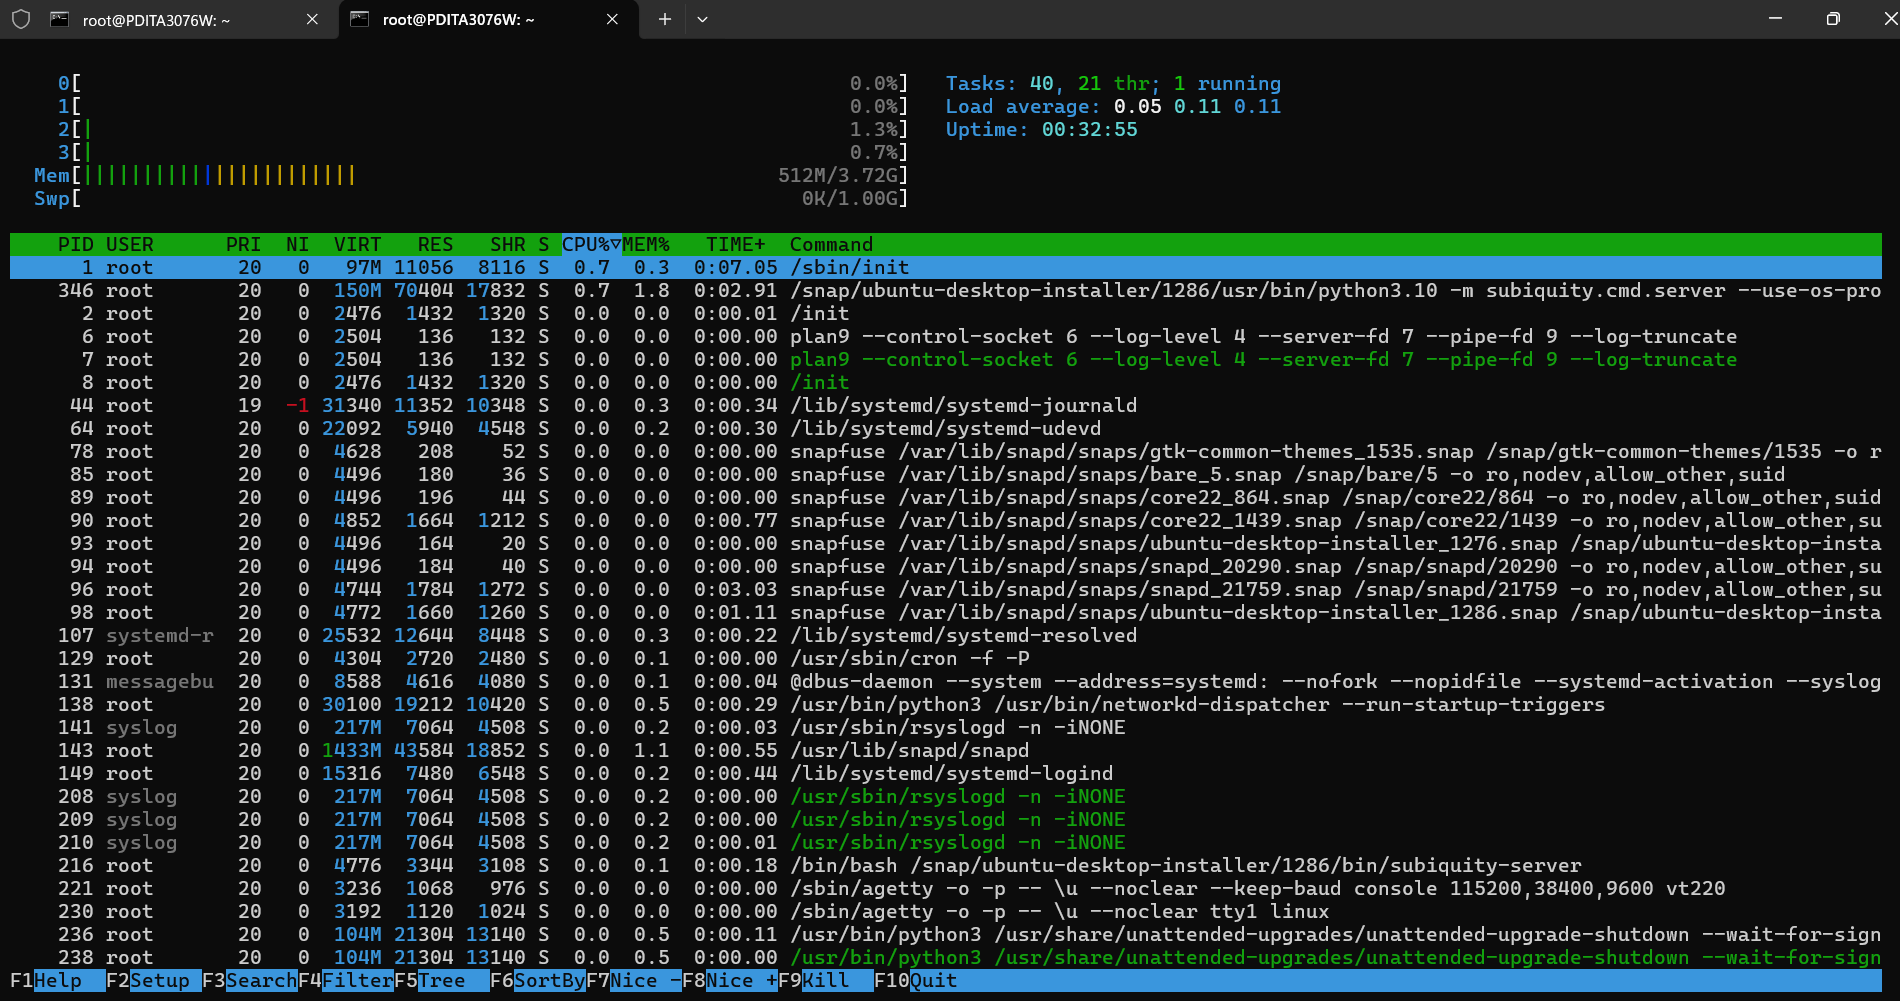 root@PDITA3076W: ~
root@PDITA3076W: ~
0[ 0.0%] Tasks: 40, 21 thr; 1 running
1[ 0.0%] Load average: 0.05 0.11 0.11
2[| 1.3%] Uptime: 00:32:55
3[| 0.7%]
Mem[||||||||||||||||||||||| 512M/3.72G]
Swp[ 0K/1.00G]
PID USER PRI NI VIRT RES SHR S CPU%▽MEM% TIME+ Command
1 root 20 0 97M 11056 8116 S 0.7 0.3 0:07.05 /sbin/init
346 root 20 0 150M 70404 17832 S 0.7 1.8 0:02.91 /snap/ubuntu-desktop-installer/1286/usr/bin/python3.10 -m subiquity.cmd.server --use-os-pro
2 root 20 0 2476 1432 1320 S 0.0 0.0 0:00.01 /init
6 root 20 0 2504 136 132 S 0.0 0.0 0:00.00 plan9 --control-socket 6 --log-level 4 --server-fd 7 --pipe-fd 9 --log-truncate
7 root 20 0 2504 136 132 S 0.0 0.0 0:00.00 plan9 --control-socket 6 --log-level 4 --server-fd 7 --pipe-fd 9 --log-truncate
8 root 20 0 2476 1432 1320 S 0.0 0.0 0:00.00 /init
44 root 19 -1 31340 11352 10348 S 0.0 0.3 0:00.34 /lib/systemd/systemd-journald
64 root 20 0 22092 5940 4548 S 0.0 0.2 0:00.30 /lib/systemd/systemd-udevd
78 root 20 0 4628 208 52 S 0.0 0.0 0:00.00 snapfuse /var/lib/snapd/snaps/gtk-common-themes_1535.snap /snap/gtk-common-themes/1535 -o r
85 root 20 0 4496 180 36 S 0.0 0.0 0:00.00 snapfuse /var/lib/snapd/snaps/bare_5.snap /snap/bare/5 -o ro,nodev,allow_other,suid
89 root 20 0 4496 196 44 S 0.0 0.0 0:00.00 snapfuse /var/lib/snapd/snaps/core22_864.snap /snap/core22/864 -o ro,nodev,allow_other,suid
90 root 20 0 4852 1664 1212 S 0.0 0.0 0:00.77 snapfuse /var/lib/snapd/snaps/core22_1439.snap /snap/core22/1439 -o ro,nodev,allow_other,su
93 root 20 0 4496 164 20 S 0.0 0.0 0:00.00 snapfuse /var/lib/snapd/snaps/ubuntu-desktop-installer_1276.snap /snap/ubuntu-desktop-insta
94 root 20 0 4496 184 40 S 0.0 0.0 0:00.00 snapfuse /var/lib/snapd/snaps/snapd_20290.snap /snap/snapd/20290 -o ro,nodev,allow_other,su
96 root 20 0 4744 1784 1272 S 0.0 0.0 0:03.03 snapfuse /var/lib/snapd/snaps/snapd_21759.snap /snap/snapd/21759 -o ro,nodev,allow_other,su
98 root 20 0 4772 1660 1260 S 0.0 0.0 0:01.11 snapfuse /var/lib/snapd/snaps/ubuntu-desktop-installer_1286.snap /snap/ubuntu-desktop-insta
107 systemd-r 20 0 25532 12644 8448 S 0.0 0.3 0:00.22 /lib/systemd/systemd-resolved
129 root 20 0 4304 2720 2480 S 0.0 0.1 0:00.00 /usr/sbin/cron -f -P
131 messagebu 20 0 8588 4616 4080 S 0.0 0.1 0:00.04 @dbus-daemon --system --address=systemd: --nofork --nopidfile --systemd-activation --syslog
138 root 20 0 30100 19212 10420 S 0.0 0.5 0:00.29 /usr/bin/python3 /usr/bin/networkd-dispatcher --run-startup-triggers
141 syslog 20 0 217M 7064 4508 S 0.0 0.2 0:00.03 /usr/sbin/rsyslogd -n -iNONE
143 root 20 0 1433M 43584 18852 S 0.0 1.1 0:00.55 /usr/lib/snapd/snapd
149 root 20 0 15316 7480 6548 S 0.0 0.2 0:00.44 /lib/systemd/systemd-logind
208 syslog 20 0 217M 7064 4508 S 0.0 0.2 0:00.00 /usr/sbin/rsyslogd -n -iNONE
209 syslog 20 0 217M 7064 4508 S 0.0 0.2 0:00.00 /usr/sbin/rsyslogd -n -iNONE
210 syslog 20 0 217M 7064 4508 S 0.0 0.2 0:00.01 /usr/sbin/rsyslogd -n -iNONE
216 root 20 0 4776 3344 3108 S 0.0 0.1 0:00.18 /bin/bash /snap/ubuntu-desktop-installer/1286/bin/subiquity-server
221 root 20 0 3236 1068 976 S 0.0 0.0 0:00.00 /sbin/agetty -o -p -- \u --noclear --keep-baud console 115200,38400,9600 vt220
230 root 20 0 3192 1120 1024 S 0.0 0.0 0:00.00 /sbin/agetty -o -p -- \u --noclear tty1 linux
236 root 20 0 104M 21304 13140 S 0.0 0.5 0:00.11 /usr/bin/python3 /usr/share/unattended-upgrades/unattended-upgrade-shutdown --wait-for-sign
238 root 20 0 104M 21304 13140 S 0.0 0.5 0:00.00 /usr/bin/python3 /usr/share/unattended-upgrades/unattended-upgrade-shutdown --wait-for-sign
F1Help F2Setup F3SearchF4FilterF5Tree F6SortByF7Nice -F8Nice +F9Kill F10Quit